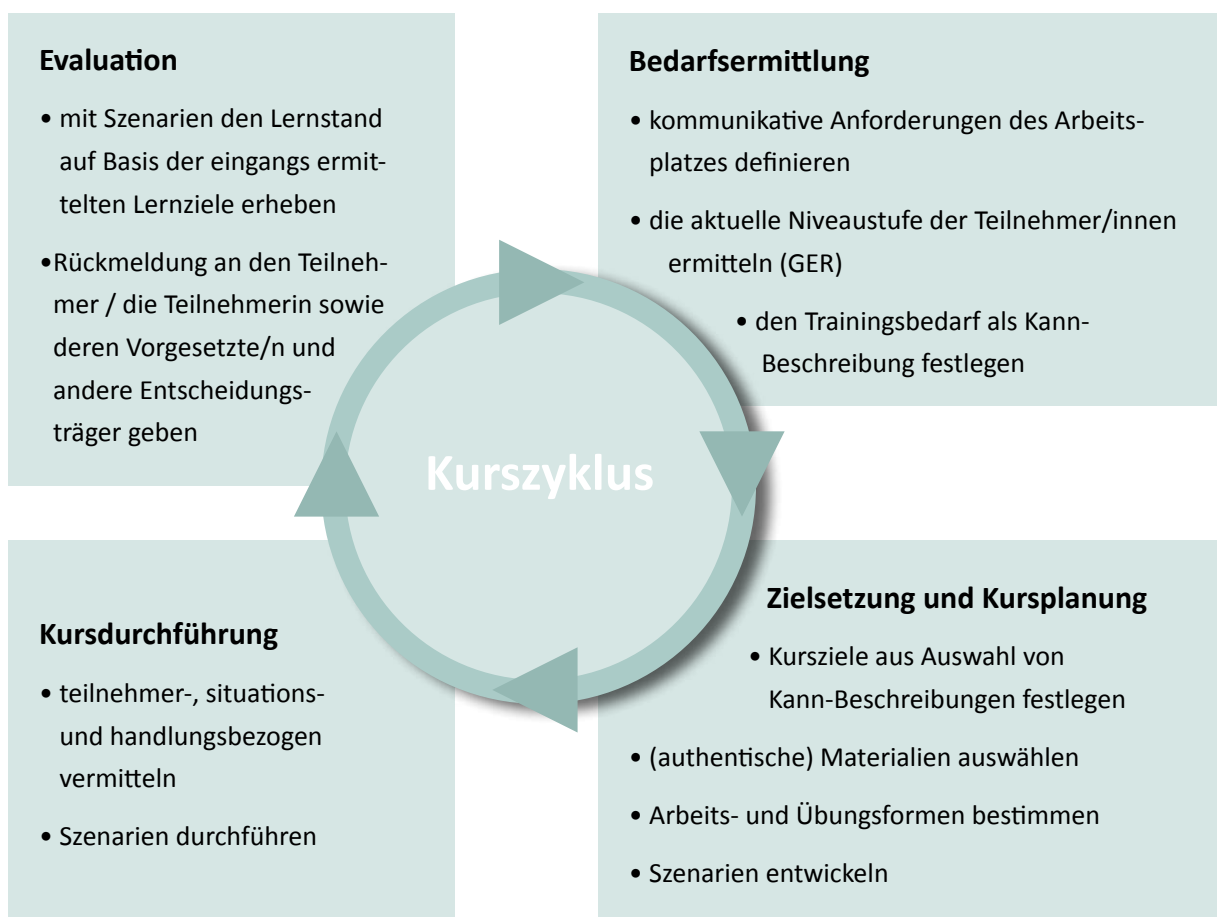 Evaluation
• mit Szenarien den Lernstand
auf Basis der eingangs ermit-
telten Lernziele erheben
•Rückmeldung an den Teilneh-
mer / die Teilnehmerin sowie
deren Vorgesetzte/n und
andere Entscheidungs-
träger geben
Bedarfsermittlung
• kommunikative Anforderungen des Arbeits-
platzes definieren
• die aktuelle Niveaustufe der Teilnehmer/innen
ermitteln (GER)
• den Trainingsbedarf als Kann-
Beschreibung festlegen
Kurszyklus
Kursdurchführung
• teilnehmer-, situations-
und handlungsbezogen
vermitteln
• Szenarien durchführen
Zielsetzung und Kursplanung
• Kursziele aus Auswahl von
Kann-Beschreibungen festlegen
• (authentische) Materialien auswählen
• Arbeits- und Übungsformen bestimmen
• Szenarien entwickeln